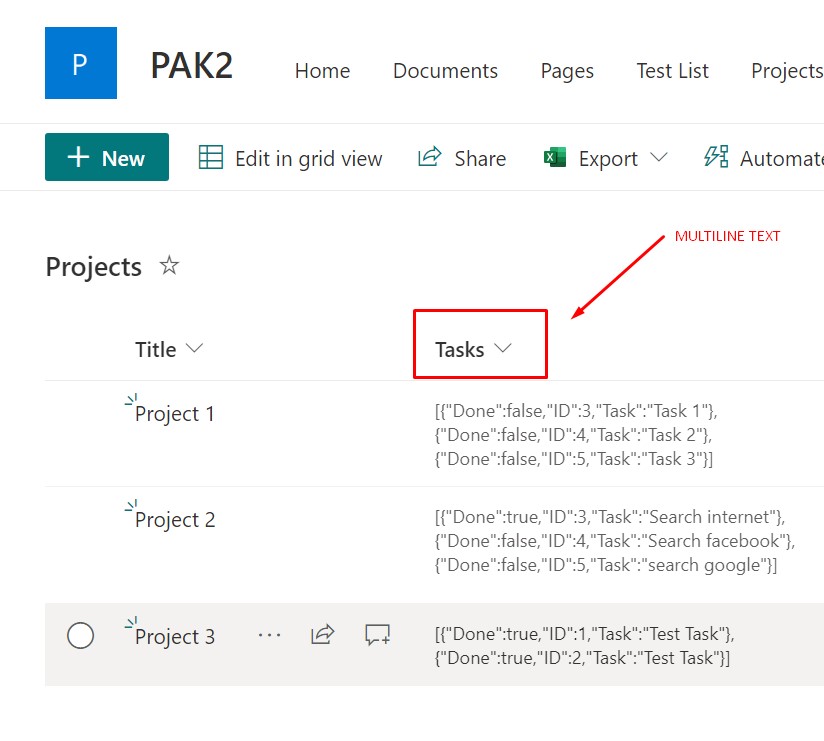 P
PAK2
Home Documents Pages Test List Projects
New Edit in grid view Share Export Automate
MULTILINE TEXT
Projects
Title Tasks
Project 1
[{"Done":false,"ID":3,"Task":"Task 1"},
{"Done":false,"ID":4,"Task":"Task 2"},
{"Done":false,"ID":5,"Task":"Task 3"}]
Project 2
[{"Done":true,"ID":3,"Task":"Search internet"},
{"Done":false,"ID":4,"Task":"Search facebook"},
{"Done":false,"ID":5,"Task":"search google"}]
Project 3
[{"Done":true,"ID":1,"Task":"Test Task"},
{"Done":true,"ID":2,"Task":"Test Task"}]